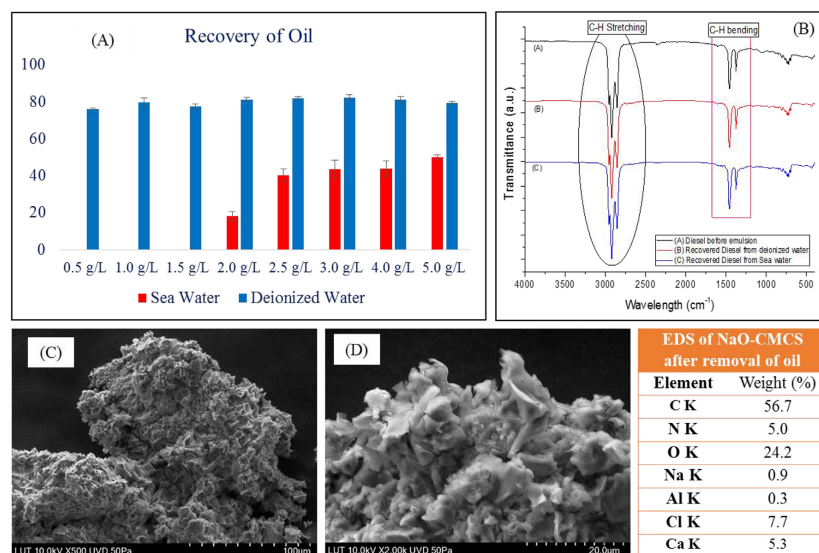 (A)
Recovery of Oil
100
80
60
40
20
0
0.5 g/L 1.0 g/L 1.5 g/L 2.0 g/L 2.5 g/L 3.0 g/L 4.0 g/L 5.0 g/L
Sea Water Deionized Water
(B)
C-H Stretching
C-H bending
(A)
(B)
(C)
Transmittance (a.u.)
(A) Diesel before emulsion
(B) Recovered Diesel from deionized water
(C) Recovered Diesel from Sea water
4000 3500 3000 2500 2000 1500 1000 500
Wavelength (cm-1)
(C)
LUT 10.0kV X500 UVD 50Pa 100um
(D)
LUT 10.0kV X2.00k UVD 50Pa 20.0um
EDS of NaO-CMCS
after removal of oil
Element Weight (%)
C K 56.7
N K 5.0
O K 24.2
Na K 0.9
Al K 0.3
Cl K 7.7
Ca K 5.3